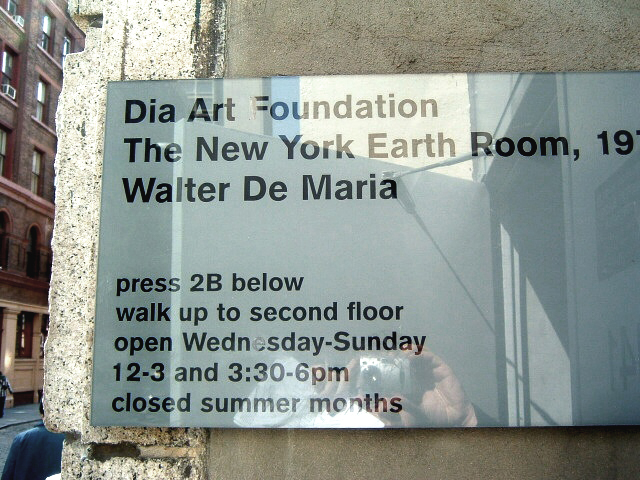 Dia Art Foundation
The New York Earth Room, 19
Walter De Maria
press 2B below
walk up to second floor
open Wednesday-Sunday
12-3 and 3:30-6pm
closed summer months